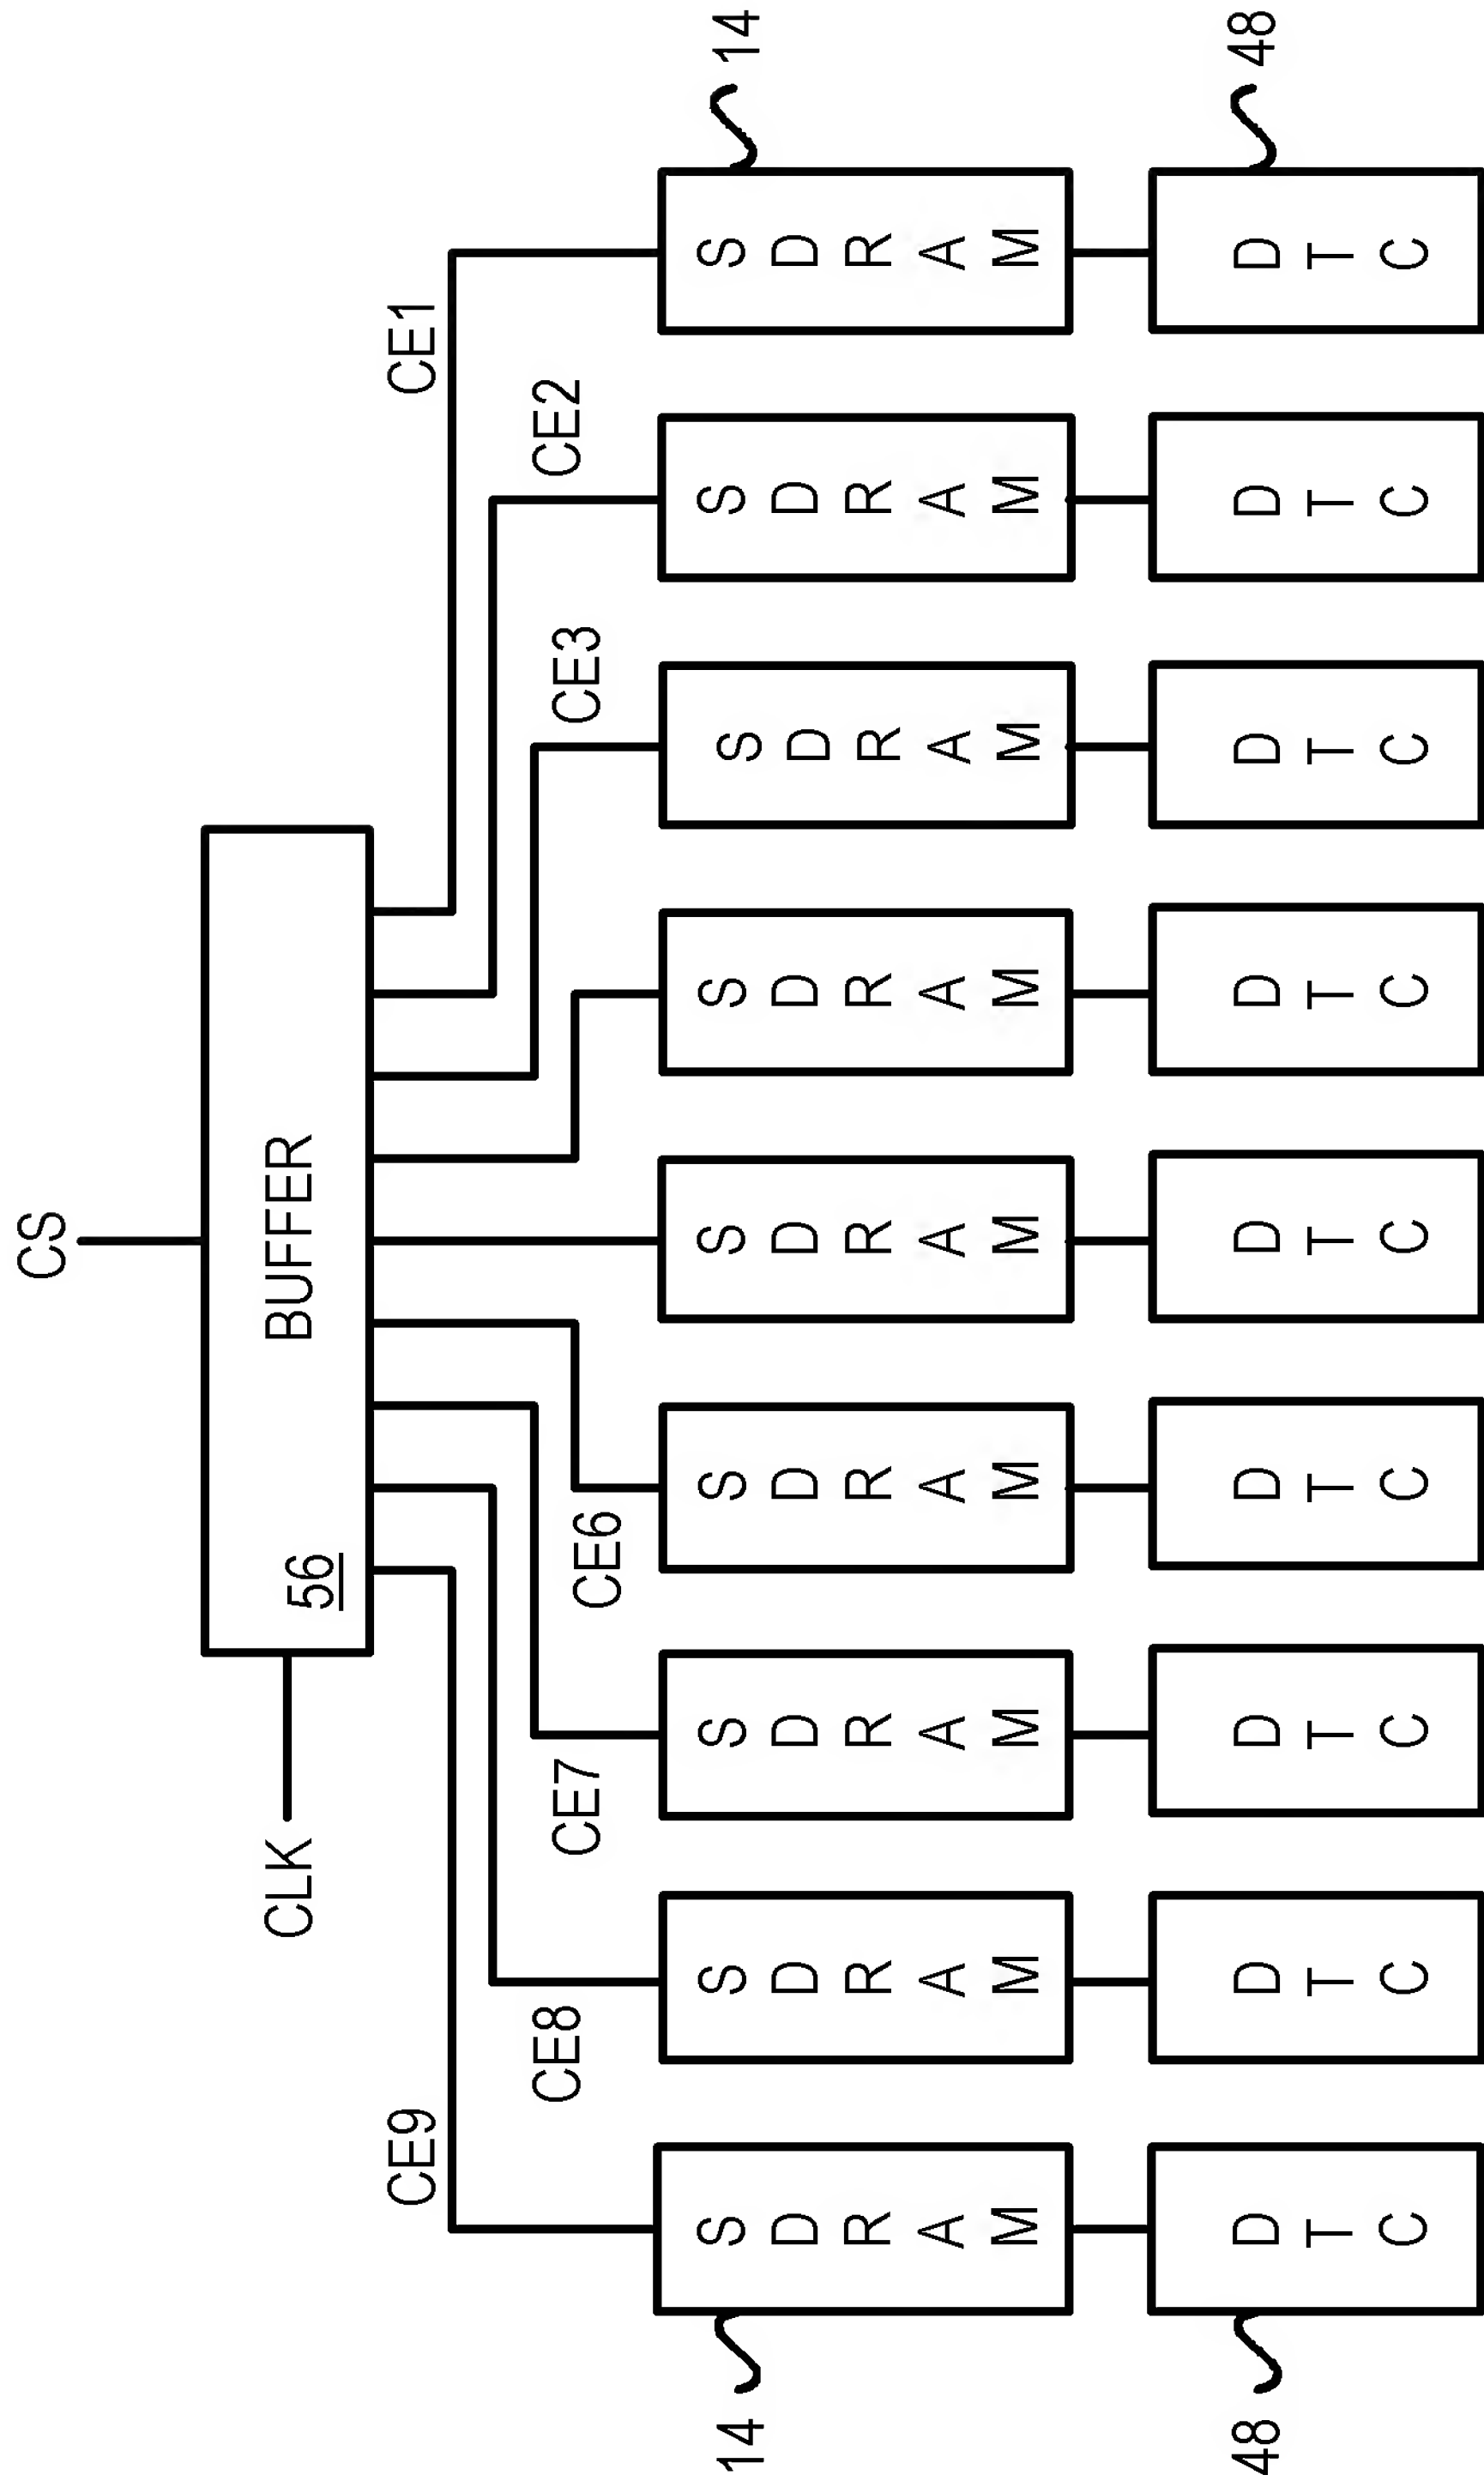 CS
CLK
BUFFER
56
CE9
CE1
CE8
CE2
CE7
CE3
CE6
14
SDRAM
SDRAM
SDRAM
SDRAM
SDRAM
SDRAM
SDRAM
SDRAM
SDRAM
14
48
DTC
DTC
DTC
DTC
DTC
DTC
DTC
DTC
DTC
48